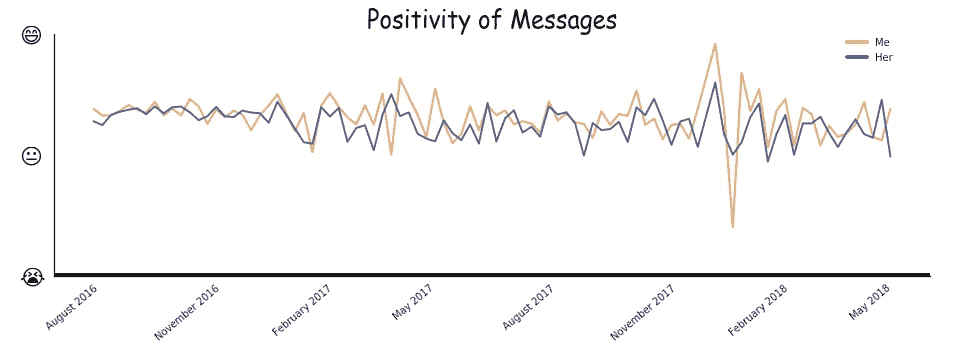 Positivity of Messages
Me
Her
August 2016
November 2016
February 2017
May 2017
August 2017
November 2017
February 2018
May 2018